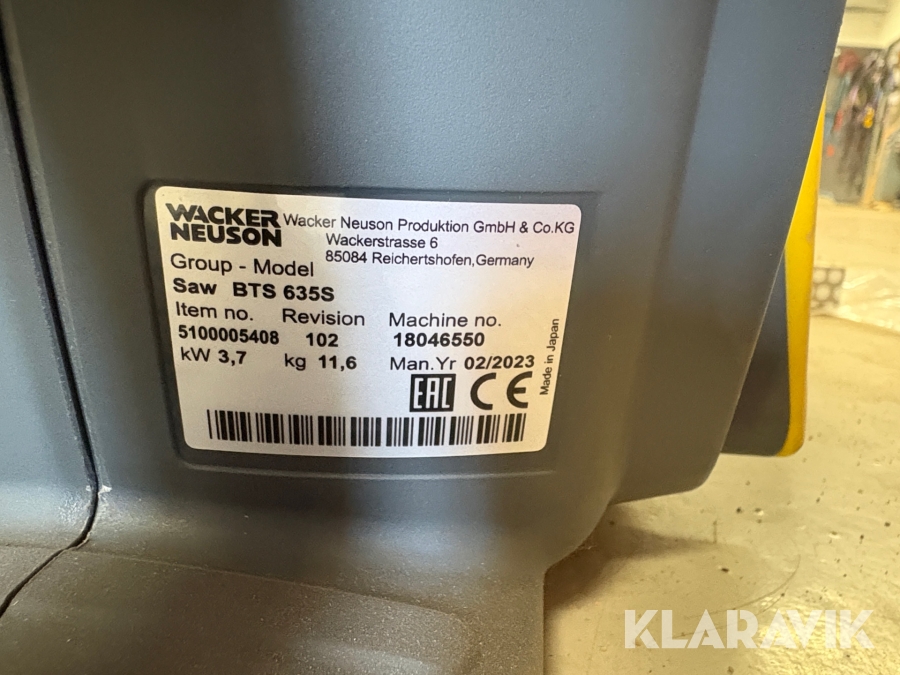 WACKER
NEUSON
Wacker Neuson Produktion GmbH & Co.KG
Wackerstrasse 6
85084 Reichertshofen,Germany
Group - Model
Saw BTS 635S
Item no. Revision Machine no.
5100005408 102 18046550
kW 3,7 kg 11,6 Man.Yr 02/2023
Made in Japan
EAC CE
KLARAVIK